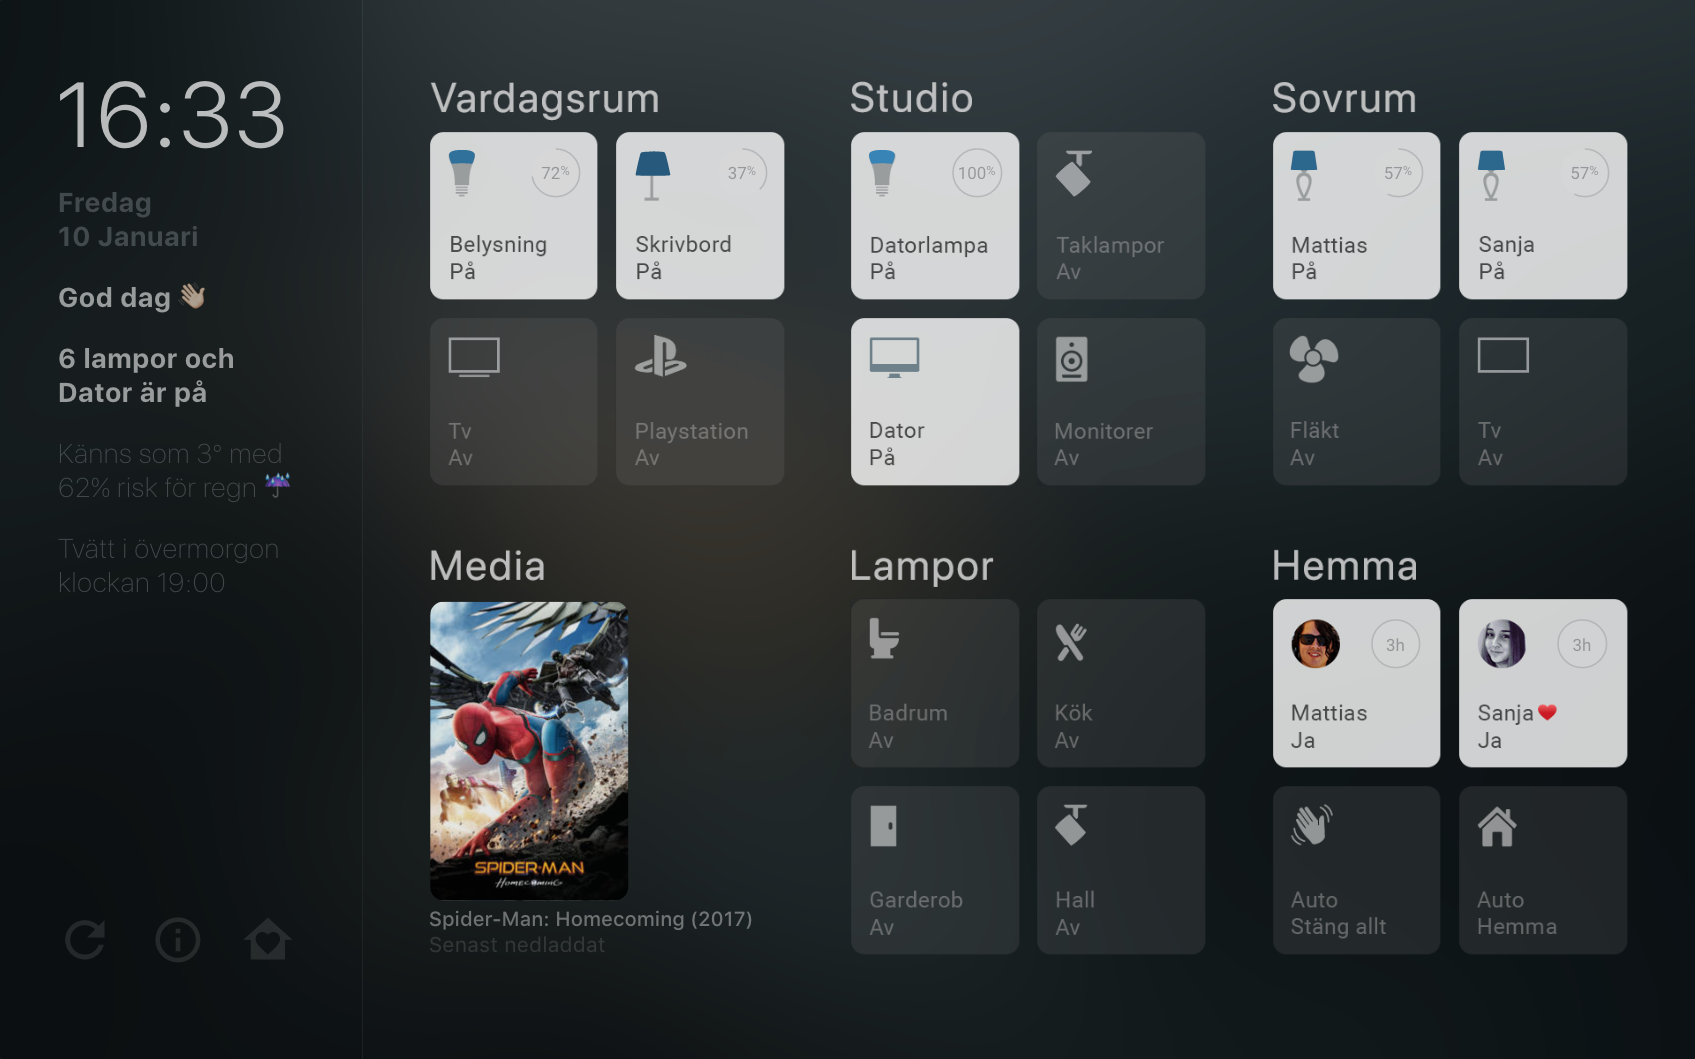 16:33
Fredag
10 Januari
God dag 👋🏻
6 lampor och
Dator är på
Känns som 3° med
62% risk för regn ☔
Tvätt i övermorgon
klockan 19:00
Vardagsrum
72%
Belysning
På
37%
Skrivbord
På
Tv
Av
Playstation
Av
Studio
100%
Datorlampa
På
Taklampor
Av
Dator
På
Monitorer
Av
Sovrum
57%
Mattias
På
57%
Sanja
På
Fläkt
Av
Tv
Av
Media
SPIDER-MAN
HOMECOMING
Spider-Man: Homecoming (2017)
Senast nedladdat
Lampor
Badrum
Av
Kök
Av
Garderob
Av
Hall
Av
Hemma
3h
Mattias
Ja
3h
Sanja ❤️
Ja
Auto
Stäng allt
Auto
Hemma